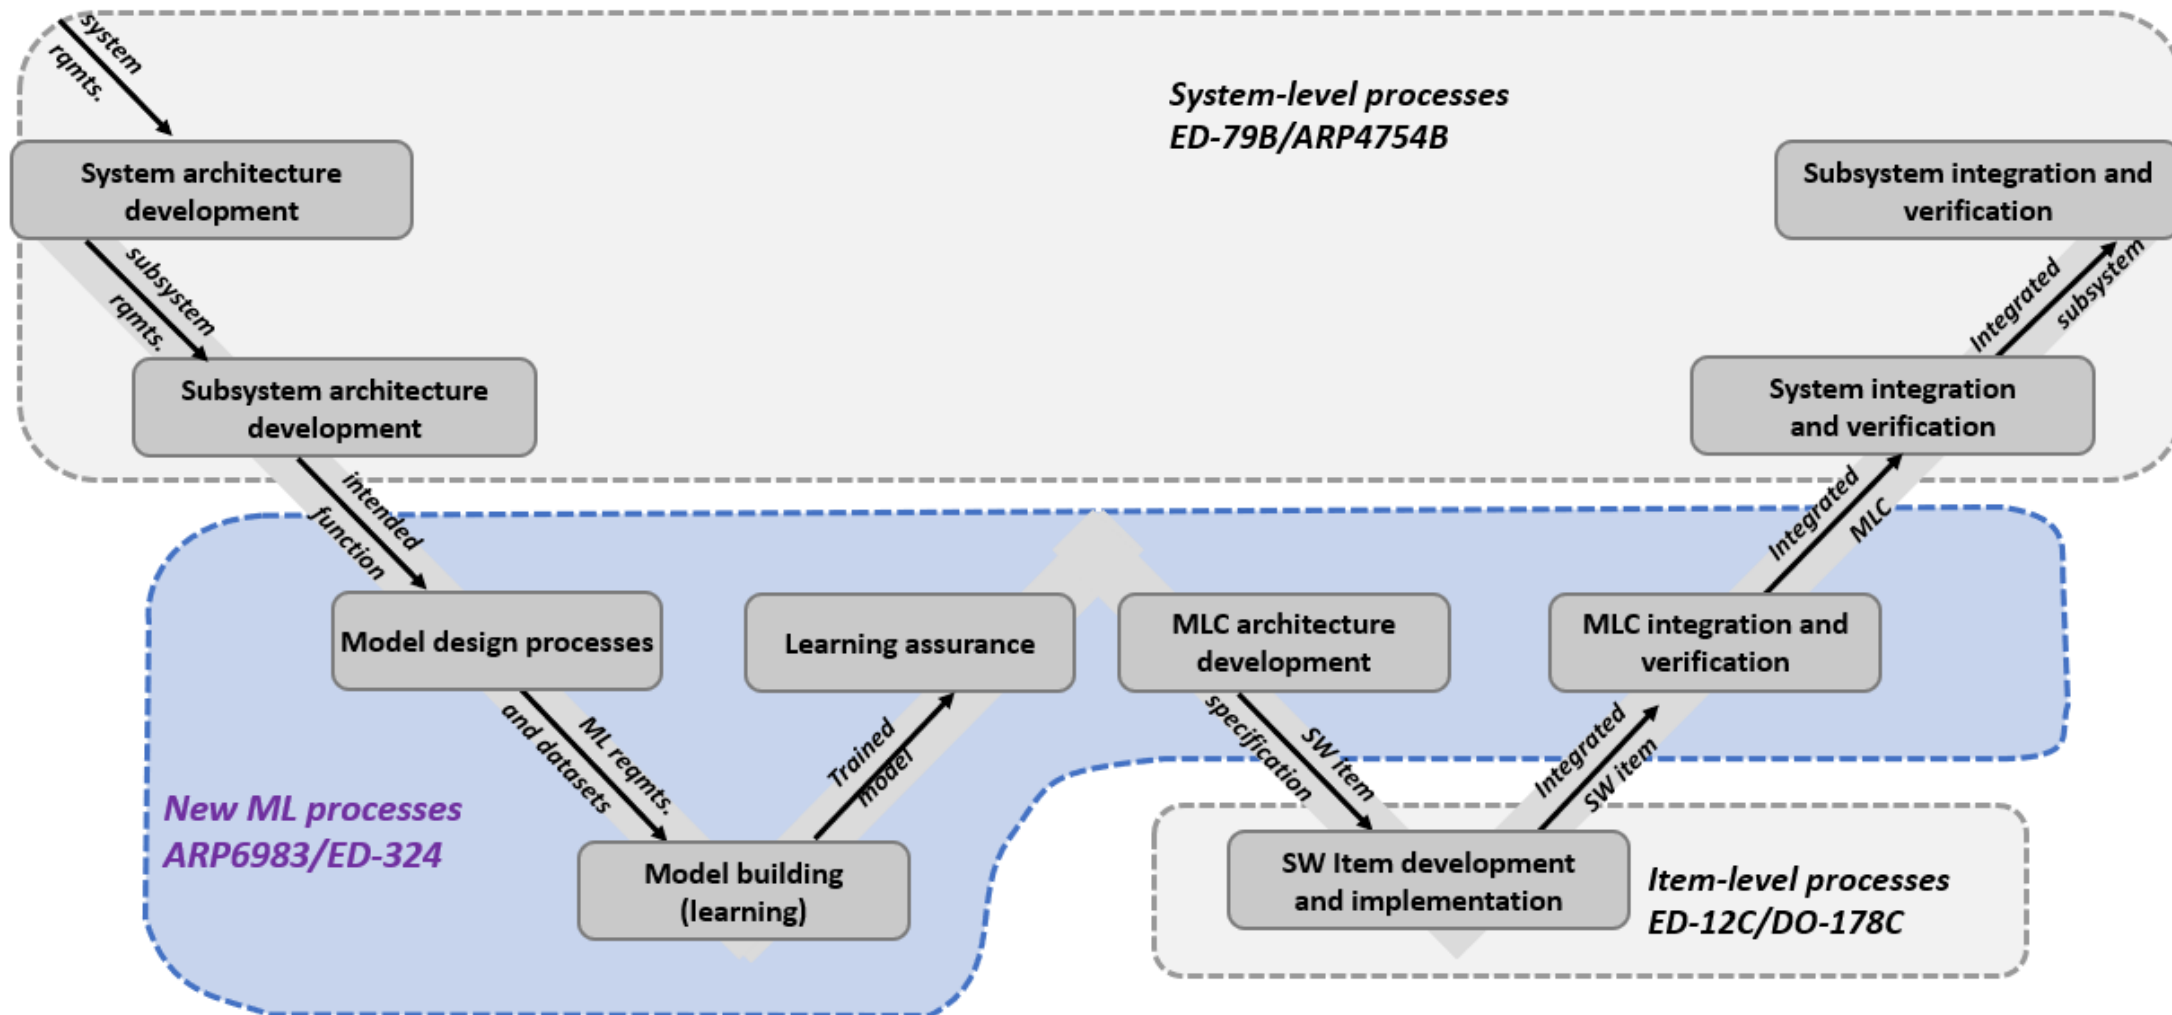 system
rqmts.
System-level processes
ED-79B/ARP4754B
System architecture
development
Subsystem integration and
verification
subsystem
rqmts.
Integrated
subsystem
Subsystem architecture
development
System integration
and verification
intended
function
Integrated
MLC
Model design processes
Learning assurance
MLC architecture
development
MLC integration and
verification
ML reqmts.
and datasets
Trained
model
SW item
specification
Integrated
SW item
New ML processes
ARP6983/ED-324
Model building
(learning)
SW Item development
and implementation
Item-level processes
ED-12C/DO-178C